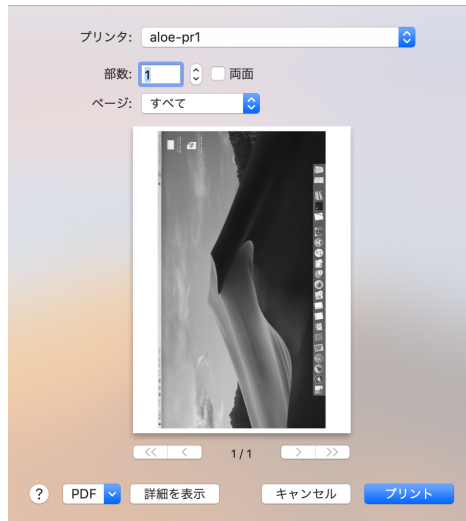 プリンタ: aloe-pr1
部数: 1 両面
ページ: すべて
<< < 1 / 1 > >>
? PDF 詳細を表示 キャンセル プリント